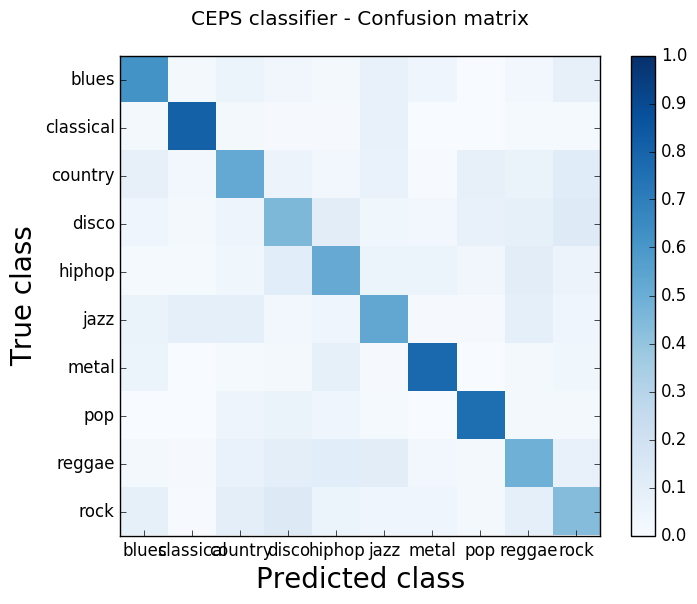 CEPS classifier - Confusion matrix
True class
blues
classical
country
disco
hiphop
jazz
metal
pop
reggae
rock
blues classical country disco hiphop jazz metal pop reggae rock
Predicted class
1.0
0.9
0.8
0.7
0.6
0.5
0.4
0.3
0.2
0.1
0.0